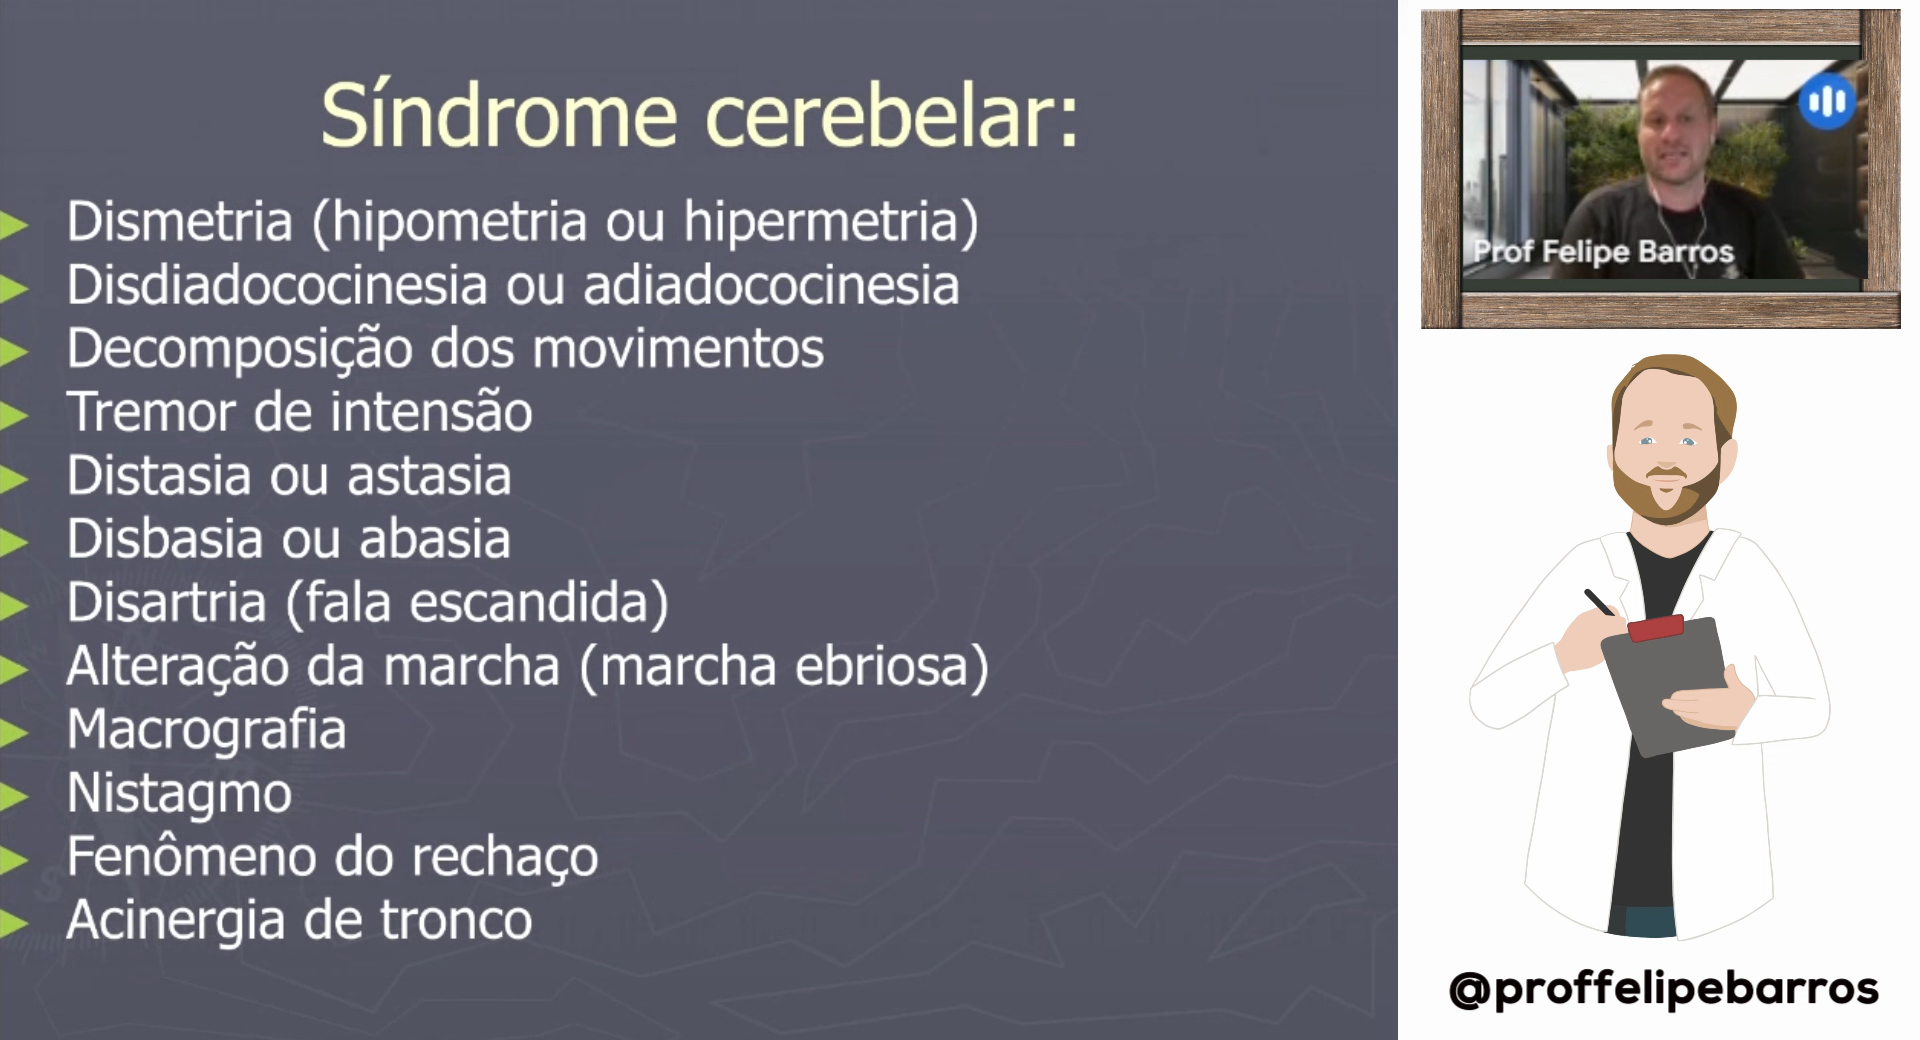 Síndrome cerebelar:
Dismetria (hipometria ou hipermetria)
Disdiadococinesia ou adiadococinesia
Decomposição dos movimentos
Tremor de intensão
Distasia ou astasia
Disbasia ou abasia
Disartria (fala escandida)
Alteração da marcha (marcha ebriosa)
Macrografia
Nistagmo
Fenômeno do rechaço
Acinergia de tronco
Prof Felipe Barros
@proffelipebarros